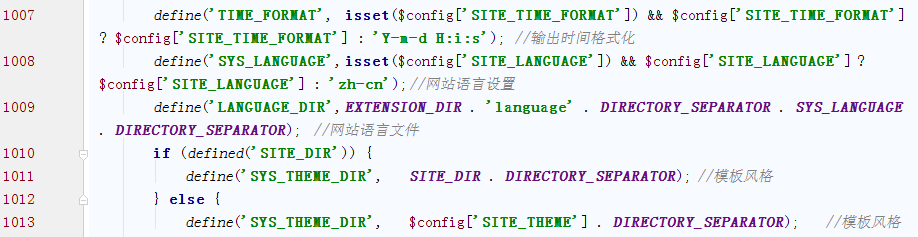 1007 define('TIME_FORMAT', isset($config['SITE_TIME_FORMAT']) && $config['SITE_TIME_FORMAT']
? $config['SITE_TIME_FORMAT'] : 'Y-m-d H:i:s'); //输出时间格式化
1008 define('SYS_LANGUAGE',isset($config['SITE_LANGUAGE']) && $config['SITE_LANGUAGE'] ?
$config['SITE_LANGUAGE'] : 'zh-cn');//网站语言设置
1009 define('LANGUAGE_DIR',EXTENSION_DIR . 'language' . DIRECTORY_SEPARATOR . SYS_LANGUAGE
. DIRECTORY_SEPARATOR); //网站语言文件
1010 if (defined('SITE_DIR')) {
1011 define('SYS_THEME_DIR', SITE_DIR . DIRECTORY_SEPARATOR); //模板风格
1012 } else {
1013 define('SYS_THEME_DIR', $config['SITE_THEME'] . DIRECTORY_SEPARATOR); //模板风格